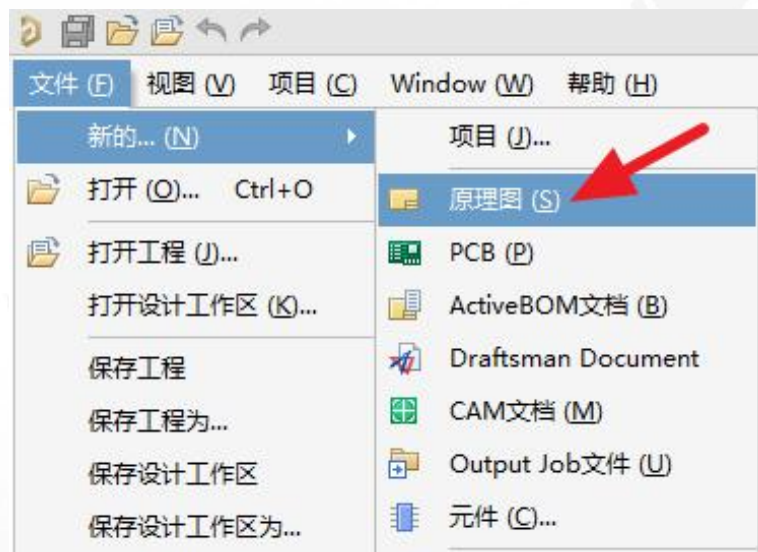 文件 (F) 视图 (V) 项目 (C) Window (W) 帮助 (H)
新的... (N)
打开 (O)... Ctrl+O
打开工程 (J)...
打开设计工作区 (K)...
保存工程
保存工程为...
保存设计工作区
保存设计工作区为...
项目 (J)...
原理图 (S)
PCB (P)
ActiveBOM文档 (B)
Draftsman Document
CAM文档 (M)
Output Job文件 (U)
元件 (C)...